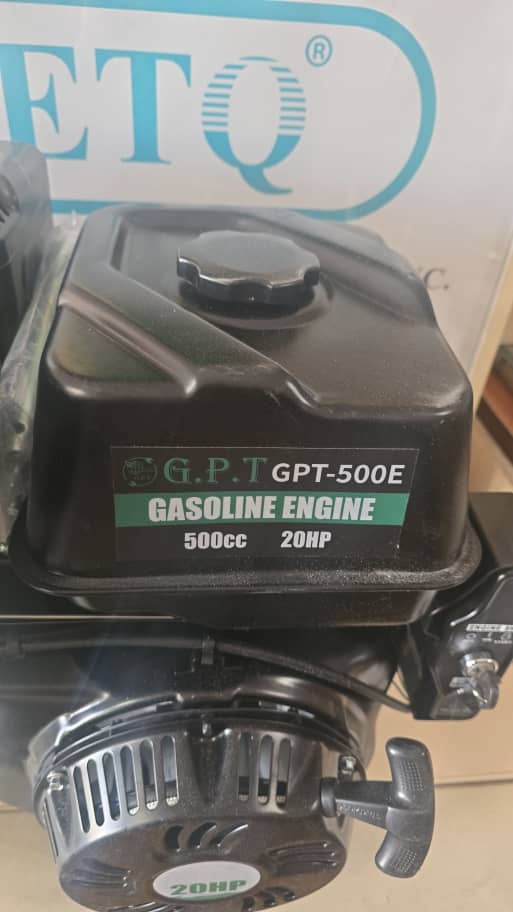 ETQ®
C.
G.P.T GPT-500E
GASOLINE ENGINE
500cc 20HP
20HP